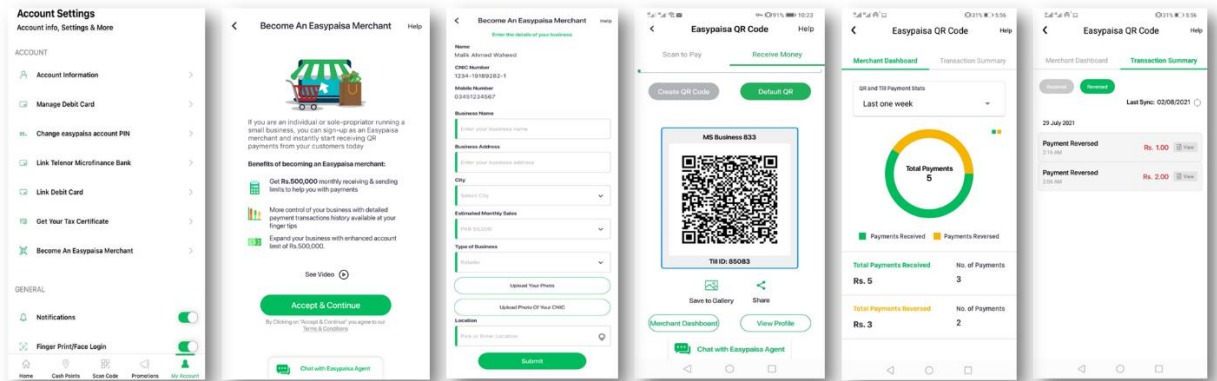 Account Settings
Account info, Settings & More
ACCOUNT
Account Information
Manage Debit Card
Change easypaisa account PIN
Link Telenor Microfinance Bank
Link Debit Card
Get Your Tax Certificate
Become An Easypaisa Merchant
GENERAL
Notifications
Finger Print/Face Login
Home Cash Points Scan Code Promotions My Account
Become An Easypaisa Merchant Help
If you are an individual or sole-propriator running a
small business, you can sign-up as an Easypaisa
merchant and instantly start receiving QR
payments from your customers today
Benefits of becoming an Easypaisa merchant:
Get Rs.500,000 monthly receiving & sending
limits to help you with payments
More control of your business with detailed
payment transactions history available at your
finger tips
Expand your business with enhanced account
limit of Rs.500,000.
See Video
Accept & Continue
By Clicking on "Accept & Continue" you agree to our
Terms & Conditions
Chat with Easypaisa Agent
Become An Easypaisa Merchant Help
Enter the details of your business
Name
Malik Ahmed Waheed
CNIC Number
1234-19189282-1
Mobile Number
03451234567
Business Name
Enter your business name
Business Address
Enter your business address
City
Select City
Estimated Monthly Sales
PKR 50,000
Type of Business
Retailer
Upload Your Photo
Upload Photo Of Your CNIC
Location
Pick or Enter Location
Submit
91% 10:23
Easypaisa QR Code Help
Scan to Pay Receive Money
Create QR Code Default QR
MS Business 833
Till ID: 85083
Save to Gallery Share
Merchant Dashboard View Profile
Chat with Easypaisa Agent
31% 5:56
Easypaisa QR Code Help
Merchant Dashboard Transaction Summary
QR and Till Payment Stats
Last one week
Total Payments
5
Payments Received Payments Reversed
Total Payments Received No. of Payments
Rs. 5 3
Total Payments Reversed No. of Payments
Rs. 3 2
31% 5:56
Easypaisa QR Code Help
Merchant Dashboard Transaction Summary
Reversed
Last Sync: 02/08/2021
29 July 2021
Payment Reversed Rs. 1.00 View
Payment Reversed Rs. 2.00 View